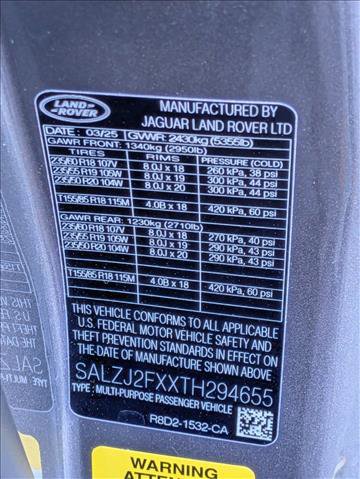 LAND ROVER
MANUFACTURED BY
JAGUAR LAND ROVER LTD
DATE: 03/25 GVWR: 2430kg (5355lb)
GAWR FRONT: 1340kg (2950lb)
TIRES RIMS PRESSURE (COLD)
235/60 R18 107V 8.0J x 18 260 kPa, 38 psi
235/55 R19 105W 8.0J x 19 300 kPa, 44 psi
235/50 R20 104W 8.0J x 20 300 kPa, 44 psi
T155/85 R18 115M 4.0B x 18 420 kPa, 60 psi
GAWR REAR: 1230kg (2710lb)
235/60 R18 107V 8.0J x 18 270 kPa, 40 psi
235/55 R19 105W 8.0J x 19 290 kPa, 43 psi
235/50 R20 104W 8.0J x 20 290 kPa, 43 psi
T155/85 R18 115M 4.0B x 18 420 kPa, 60 psi
THIS VEHICLE CONFORMS TO ALL APPLICABLE
U.S. FEDERAL MOTOR VEHICLE SAFETY AND
THEFT PREVENTION STANDARDS IN EFFECT ON
THE DATE OF MANUFACTURE SHOWN ABOVE.
SALZJ2FXXTH294655
TYPE: MULTI-PURPOSE PASSENGER VEHICLE
R8D2-1532-CA
WARNING
WARNING